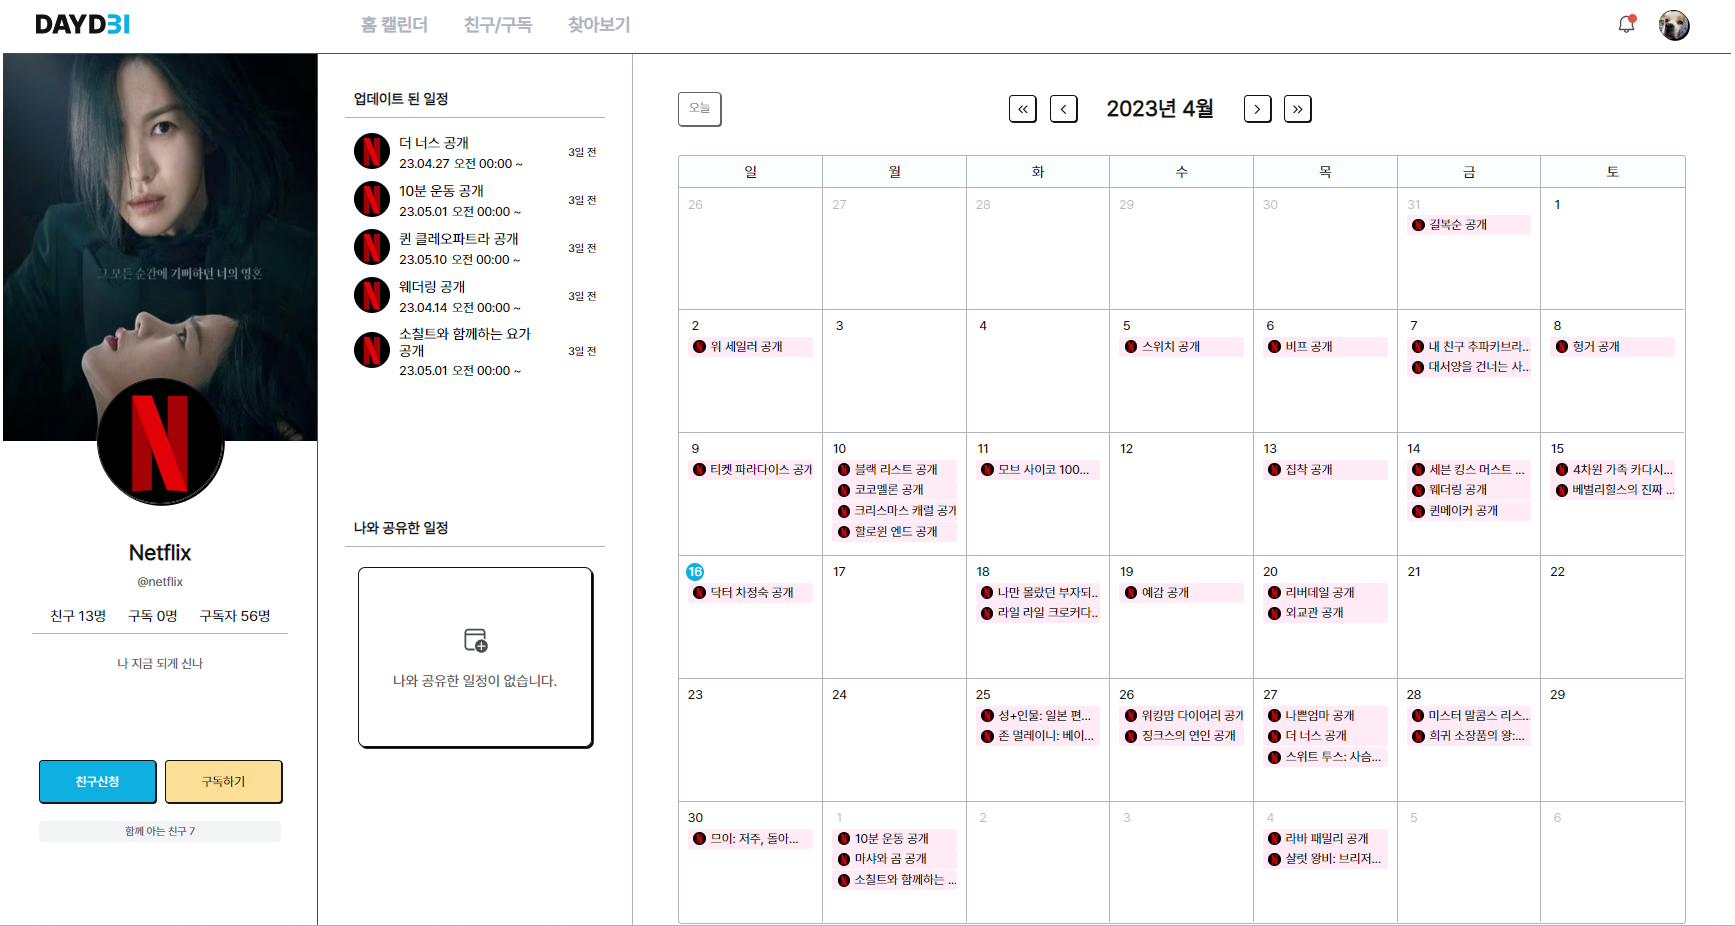 DAYD31
홈 캘린더
친구/구독
찾아보기
그 모든 순간에 기뻐하던 너의 영혼
Netflix
@netflix
친구 13명 구독 0명 구독자 56명
나 지금 되게 신나
친구신청
구독하기
함께 아는 친구 7
업데이트 된 일정
더 너스 공개
23.04.27 오전 00:00 ~
3일 전
10분 운동 공개
23.05.01 오전 00:00 ~
3일 전
퀸 클레오파트라 공개
23.05.10 오전 00:00 ~
3일 전
웨더링 공개
23.04.14 오전 00:00 ~
3일 전
소칠트와 함께하는 요가
공개
23.05.01 오전 00:00 ~
3일 전
나와 공유한 일정
나와 공유한 일정이 없습니다.
오늘
« ‹ 2023년 4월 › »
일 월 화 수 목 금 토
26 27 28 29 30 31 1
길복순 공개
2 3 4 5 6 7 8
위 세일러 공개
스위치 공개
비프 공개
내 친구 추파카브라...
대서양을 건너는 사...
헝거 공개
9 10 11 12 13 14 15
티켓 파라다이스 공개
블랙 리스트 공개
코코멜론 공개
크리스마스 캐럴 공개
할로윈 엔드 공개
모브 사이코 100...
집착 공개
세븐 킹스 머스트 ...
웨더링 공개
퀸메이커 공개
4차원 가족 카다시...
베벌리힐스의 진짜 ...
16 17 18 19 20 21 22
닥터 차정숙 공개
나만 몰랐던 부자되...
라일 라일 크로커다...
예감 공개
리버데일 공개
외교관 공개
23 24 25 26 27 28 29
성+인물: 일본 편...
존 멀레이니: 베이...
워킹맘 다이어리 공개
징크스의 연인 공개
나쁜엄마 공개
더 너스 공개
스위트 투스: 사슴...
미스터 말콤스 리스...
희귀 소장품의 왕:...
30 1 2 3 4 5 6
므이: 저주, 돌아...
10분 운동 공개
마샤와 곰 공개
소칠트와 함께하는 ...
라바 패밀리 공개
샬럿 왕비: 브리저...